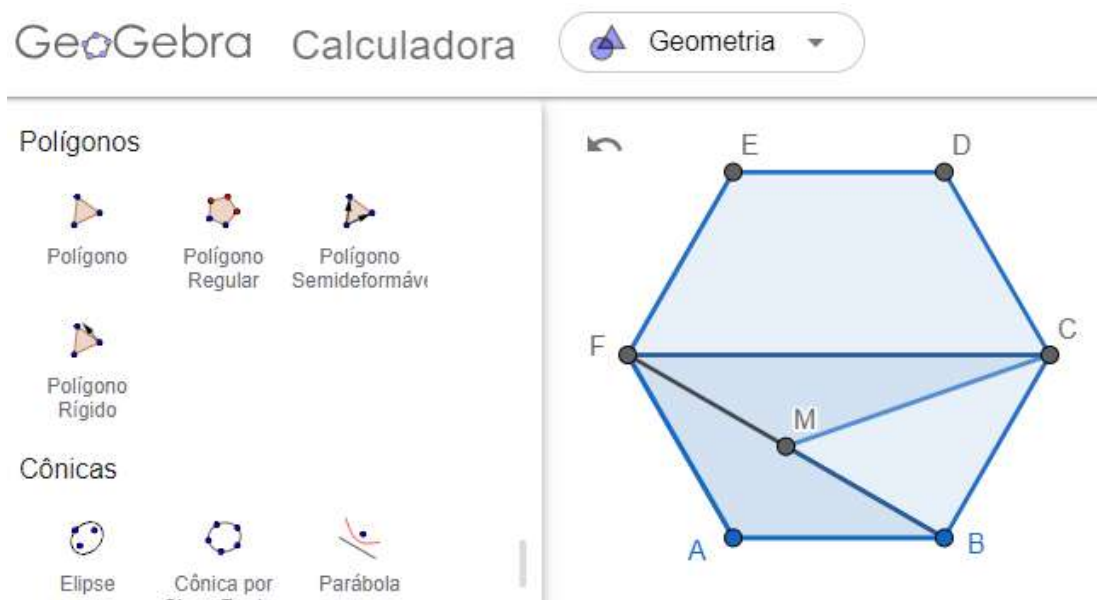 GeoGebra Calculadora Geometria
Polígonos
Polígono
Polígono
Regular
Polígono
Semideformáve
Polígono
Rígido
Cônicas
Elipse
Cônica por
Parábola
E
D
F
C
M
A
B